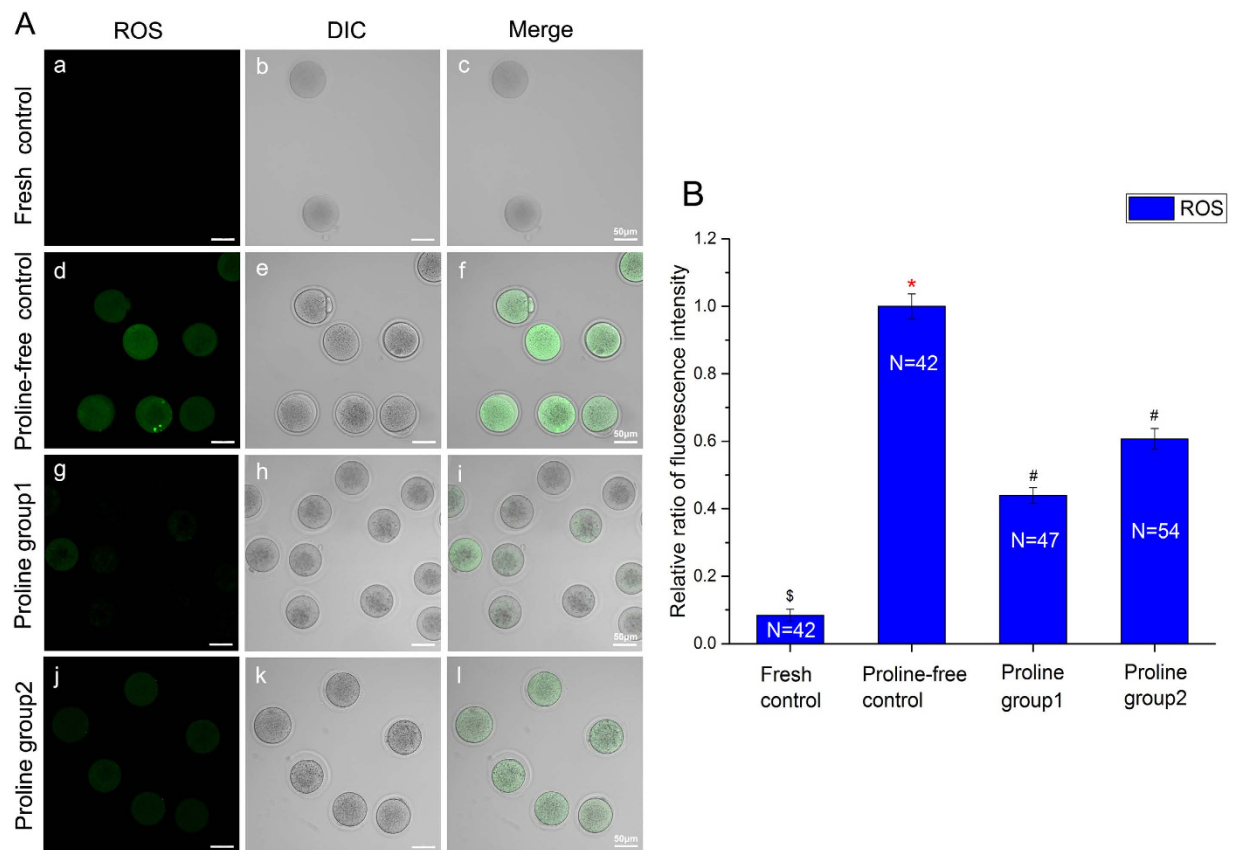 A
ROS DIC Merge
Fresh control
a b c
50μm
Proline-free control
d e f
50μm
Proline group1
g h i
50μm
Proline group2
j k l
50μm
B
ROS
Relative ratio of fluorescence intensity
1.2
1.0
0.8
0.6
0.4
0.2
0.0
$ * # #
N=42 N=42 N=47 N=54
Fresh control
Proline-free control
Proline group1
Proline group2